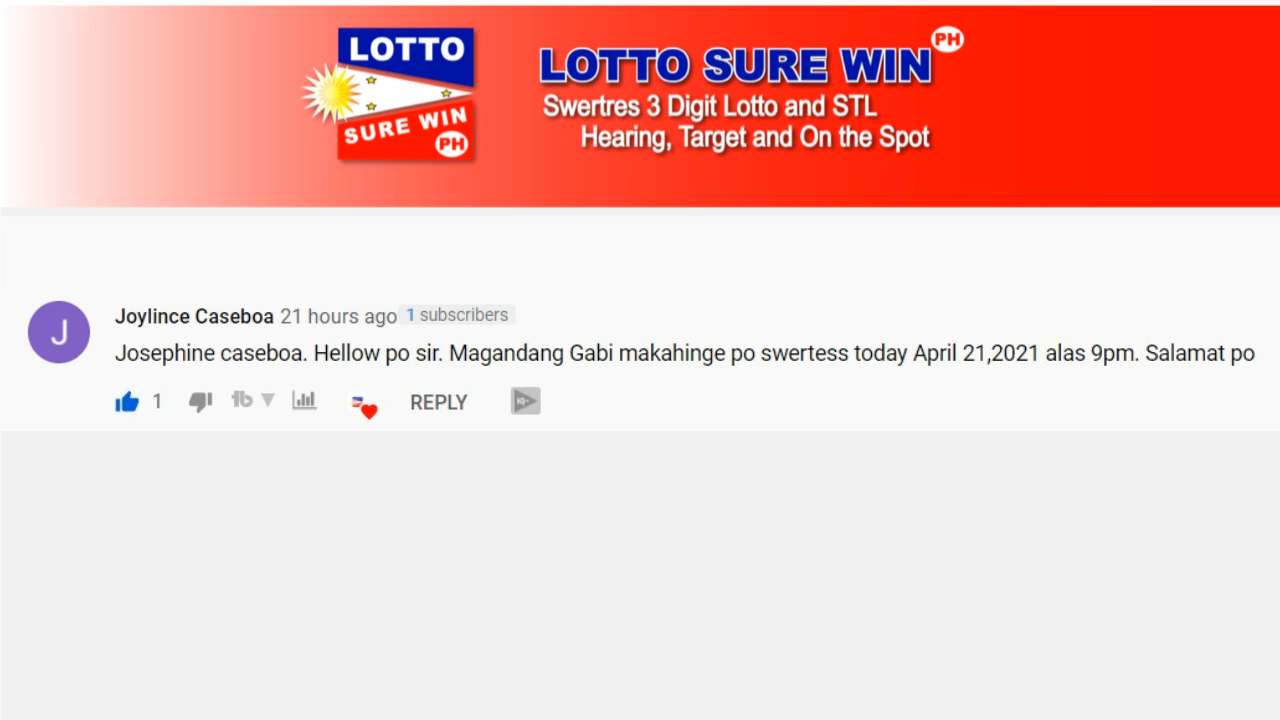 LOTTO
SURE WIN
PH
LOTTO SURE WIN PH
Swertres 3 Digit Lotto and STL
Hearing, Target and On the Spot
J
Joylince Caseboa 21 hours ago 1 subscribers
Josephine caseboa. Hellow po sir. Magandang Gabi makahinge po swertess today April 21,2021 alas 9pm. Salamat po
1 tb REPLY IQ+